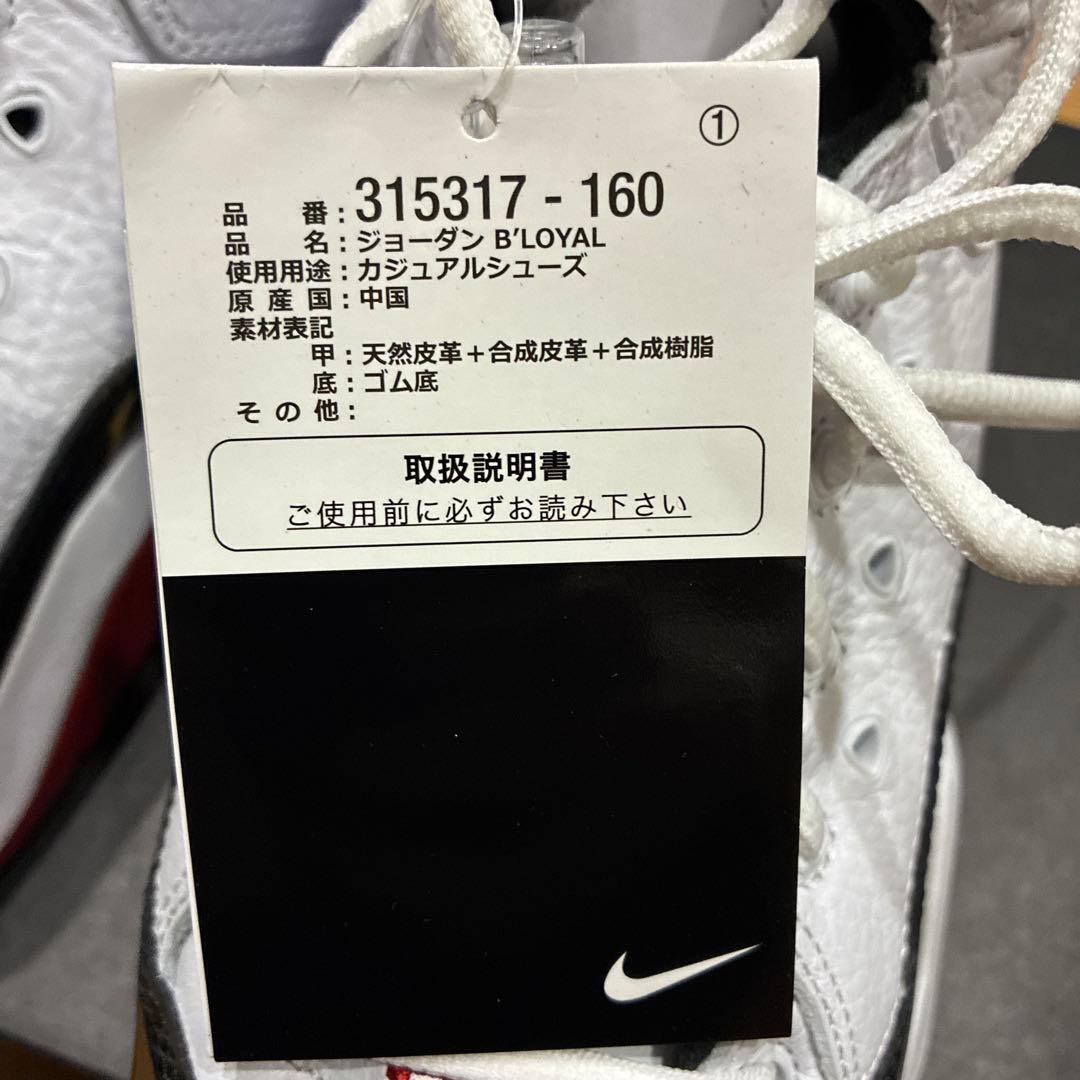 ①
品番:315317-160
品名:ジョーダン B'LOYAL
使用用途:カジュアルシューズ
原産国:中国
素材表記
甲:天然皮革+合成皮革+合成樹脂
底:ゴム底
その他:
取扱説明書
ご使用前に必ずお読み下さい